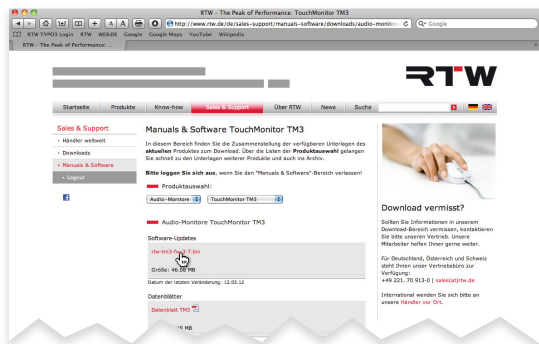 RTW - The Peak of Performance: TouchMonitor TM3
http://www.rtw.de/de/sales-support/manuals-software/downloads/audio-monitor
Google
RTW TYPO3 Login RTW WEB.DE Google Google Maps YouTube Wikipedia
RTW - The Peak of Performance: ...
RTW
Startseite Produkte Know-how Sales & Support Über RTW News Suche
Sales & Support
Händler weltweit
Downloads
Manuals & Software
Logout
Manuals & Software TouchMonitor TM3
In diesem Bereich finden Sie die Zusammenstellung der verfügbaren Unterlagen des
aktuellen Produktes zum Download. Über die Listen der Produktauswahl gelangen
Sie schnell zu den Unterlagen weiterer Produkte und auch ins Archiv.
Bitte loggen Sie sich aus, wenn Sie den "Manuals & Software"-Bereich verlassen!
Produktauswahl:
Audio-Monitore TouchMonitor TM3
Audio-Monitore TouchMonitor TM3
Software-Updates
rtw-tm3-fw-3-7.bin
Größe: 46,08 MB
Datum der letzten Veränderung: 12.03.12
Datenblätter
Datenblatt TM3
MB
Download vermisst?
Sollten Sie Informationen in unserem
Download-Bereich vermissen, kontaktieren
Sie bitte unseren Vertrieb. Unsere
Mitarbeiter helfen Ihnen gerne weiter.
Für Deutschland, Österreich und Schweiz
steht Ihnen unser Vertriebsbüro zur
Verfügung:
+49 221. 70 913-0 | sales(at)rtw.de
International wenden Sie sich bitte an
unsere Händler vor Ort.